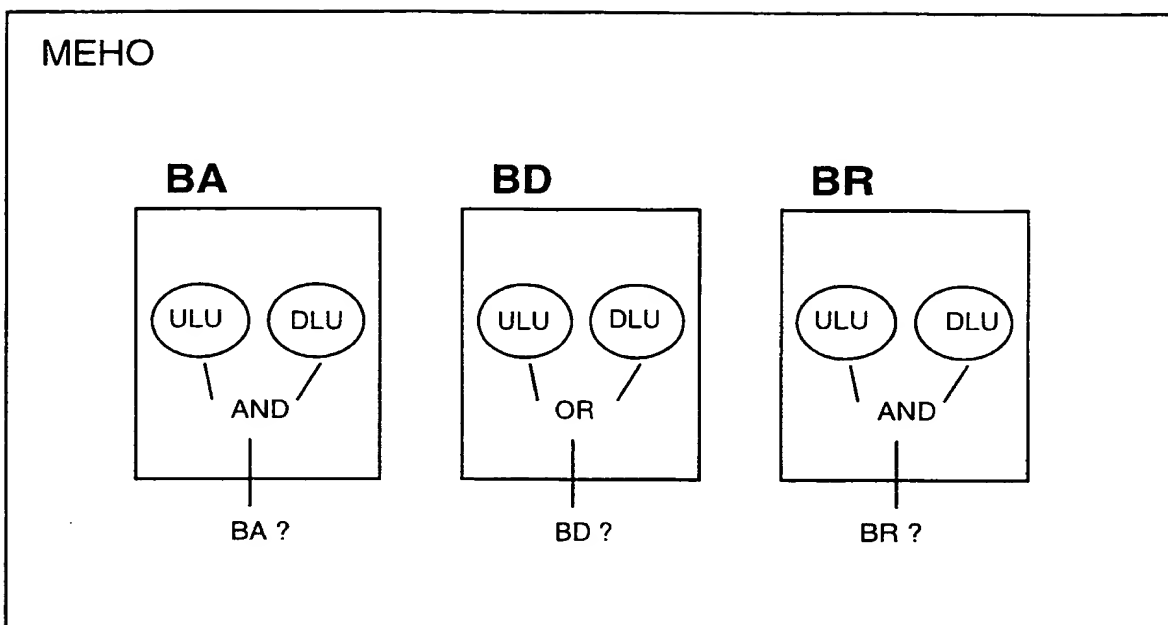 MEHO
BA BD BR
ULU DLU ULU DLU ULU DLU
AND OR AND
BA ? BD ? BR ?